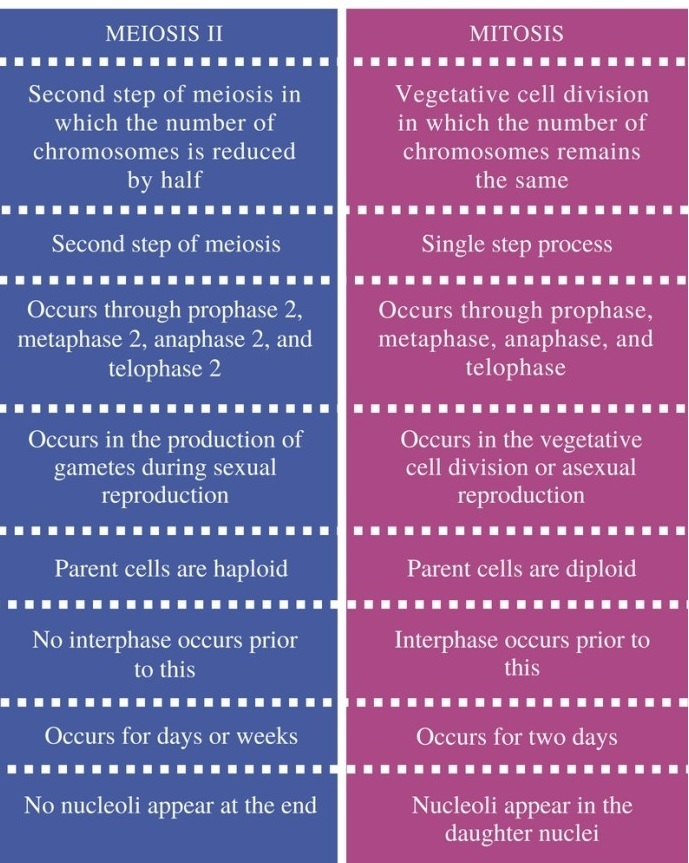 MEIOSIS II
MITOSIS
Second step of meiosis in
which the number of
chromosomes is reduced
by half
Vegetative cell division
in which the number of
chromosomes remains
the same
Second step of meiosis
Single step process
Occurs through prophase 2,
metaphase 2, anaphase 2, and
telophase 2
Occurs through prophase,
metaphase, anaphase, and
telophase
Occurs in the production of
gametes during sexual
reproduction
Occurs in the vegetative
cell division or asexual
reproduction
Parent cells are haploid
Parent cells are diploid
No interphase occurs prior
to this
Interphase occurs prior to
this
Occurs for days or weeks
Occurs for two days
No nucleoli appear at the end
Nucleoli appear in the
daughter nuclei